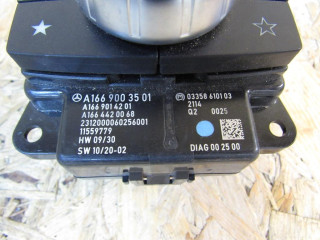 A166 900 35 01
A166 901 42 01
A166 442 00 68
2312000060256001
11559779
HW 09/30
SW 10/20-02
03358 610103
2114
Q2 0025
DIAG 00 25 00